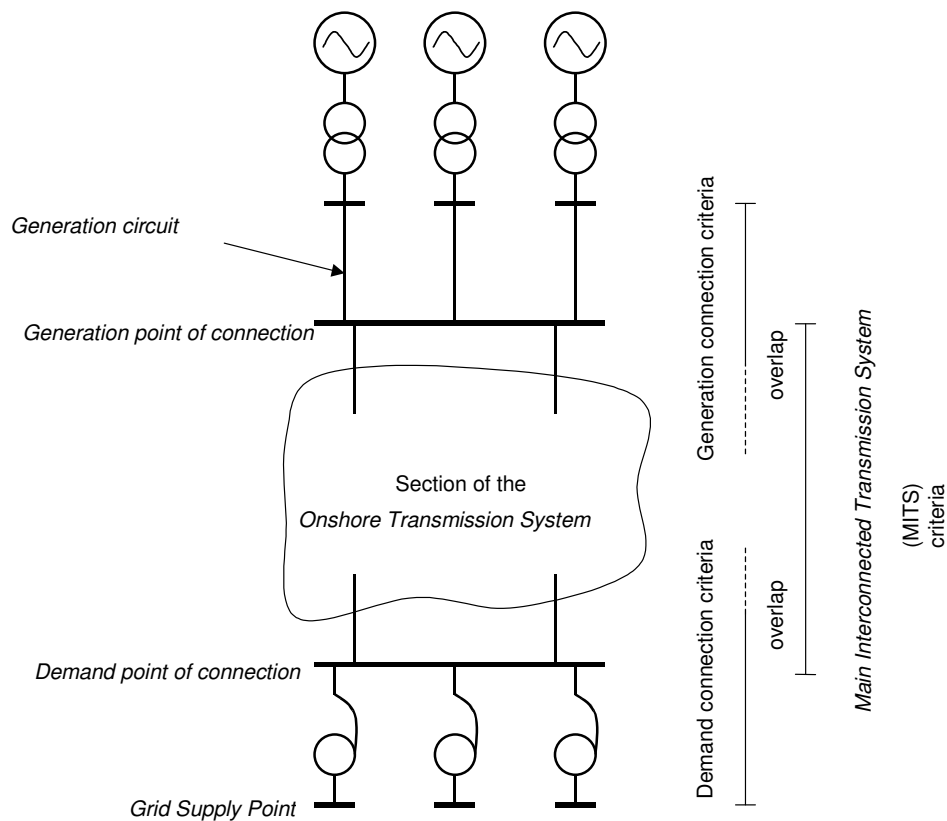 Generation circuit
Generation point of connection
Section of the
Onshore Transmission System
Demand point of connection
Grid Supply Point
Generation connection criteria
overlap
Demand connection criteria
overlap
Main Interconnected Transmission System
(MITS)
criteria